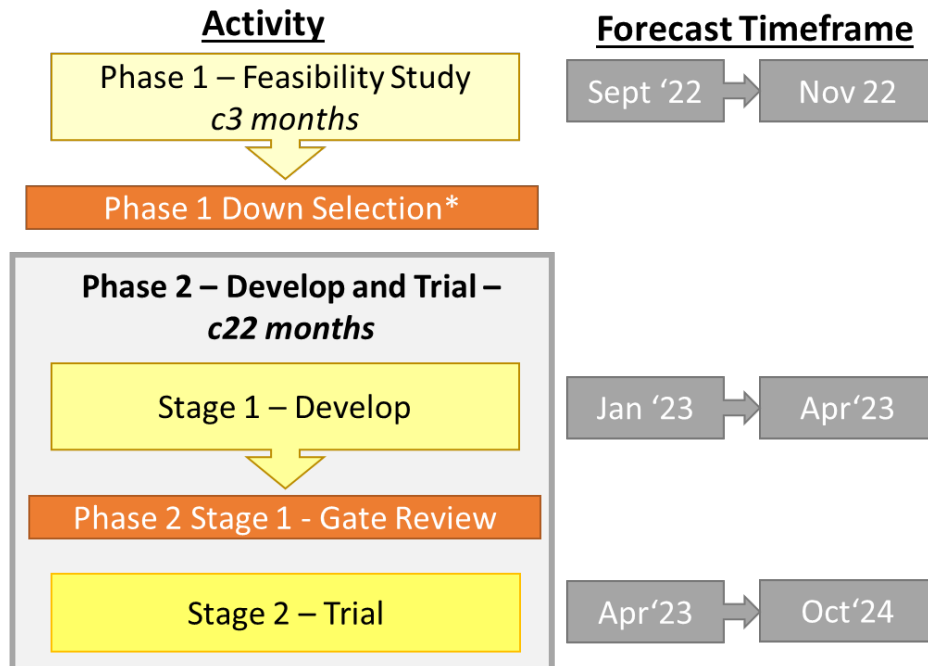 Activity
Forecast Timeframe
Phase 1 – Feasibility Study
c3 months
Sept ‘22
Nov 22
Phase 1 Down Selection*
Phase 2 – Develop and Trial –
c22 months
Stage 1 – Develop
Jan ‘23
Apr‘23
Phase 2 Stage 1 - Gate Review
Stage 2 – Trial
Apr‘23
Oct‘24